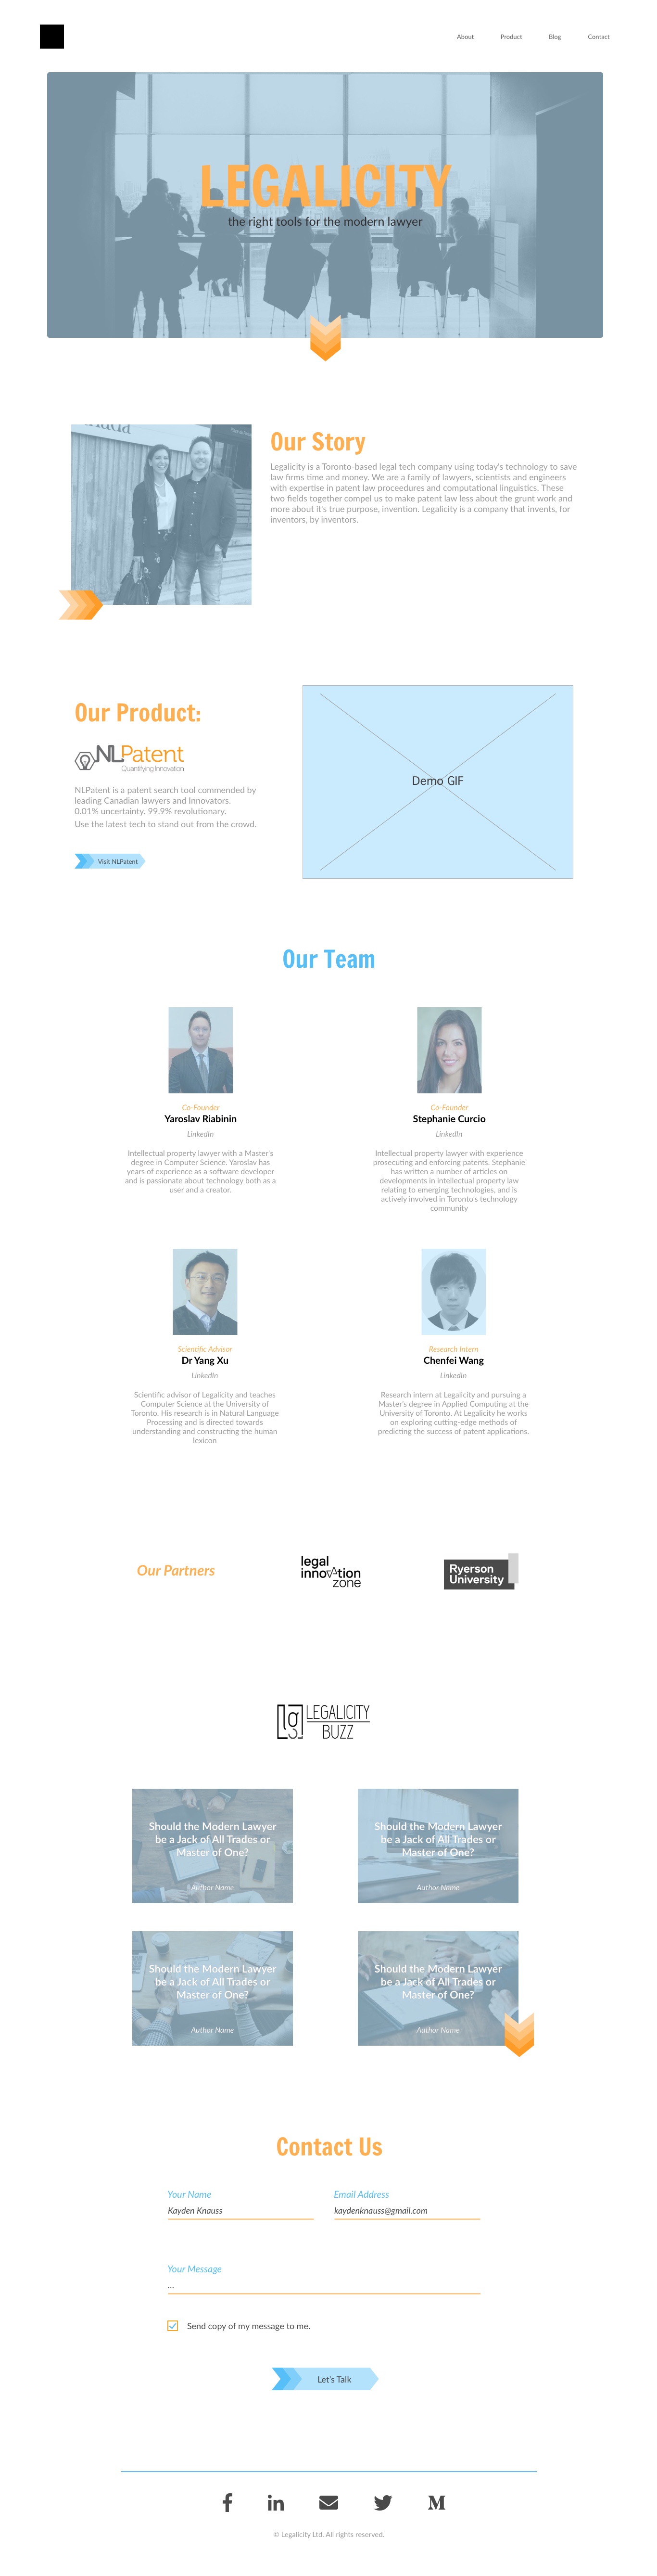 About Product Blog Contact
LEGALICITY
the right tools for the modern lawyer
Our Story
Legalicity is a Toronto-based legal tech company using today's technology to save
law firms time and money. We are a family of lawyers, scientists and engineers
with expertise in patent law proceedures and computational linguistics. These
two fields together compel us to make patent law less about the grunt work and
more about it's true purpose, invention. Legalicity is a company that invents, for
inventors, by inventors.
Our Product:
NLPatent
Quantifying Innovation
NLPatent is a patent search tool commended by
leading Canadian lawyers and Innovators.
0.01% uncertainty. 99.9% revolutionary.
Use the latest tech to stand out from the crowd.
Visit NLPatent
Demo GIF
Our Team
Co-Founder
Yaroslav Riabinin
LinkedIn
Intellectual property lawyer with a Master's
degree in Computer Science. Yaroslav has
years of experience as a software developer
and is passionate about technology both as a
user and a creator.
Co-Founder
Stephanie Curcio
LinkedIn
Intellectual property lawyer with experience
prosecuting and enforcing patents. Stephanie
has written a number of articles on
developments in intellectual property law
relating to emerging technologies, and is
actively involved in Toronto's technology
community
Scientific Advisor
Dr Yang Xu
LinkedIn
Scientific advisor of Legalicity and teaches
Computer Science at the University of
Toronto. His research is in Natural Language
Processing and is directed towards
understanding and constructing the human
lexicon
Research Intern
Chenfei Wang
LinkedIn
Research intern at Legalicity and pursuing a
Master's degree in Applied Computing at the
University of Toronto. At Legalicity he works
on exploring cutting-edge methods of
predicting the success of patent applications.
Our Partners
legal
innovation
zone
Ryerson
University
lg LEGALICITY
BUZZ
Should the Modern Lawyer
be a Jack of All Trades or
Master of One?
Author Name
Should the Modern Lawyer
be a Jack of All Trades or
Master of One?
Author Name
Should the Modern Lawyer
be a Jack of All Trades or
Master of One?
Author Name
Should the Modern Lawyer
be a Jack of All Trades or
Master of One?
Author Name
Contact Us
Your Name
Kayden Knauss
Email Address
kaydenknauss@gmail.com
Your Message
...
Send copy of my message to me.
Let's Talk
© Legalicity Ltd. All rights reserved.